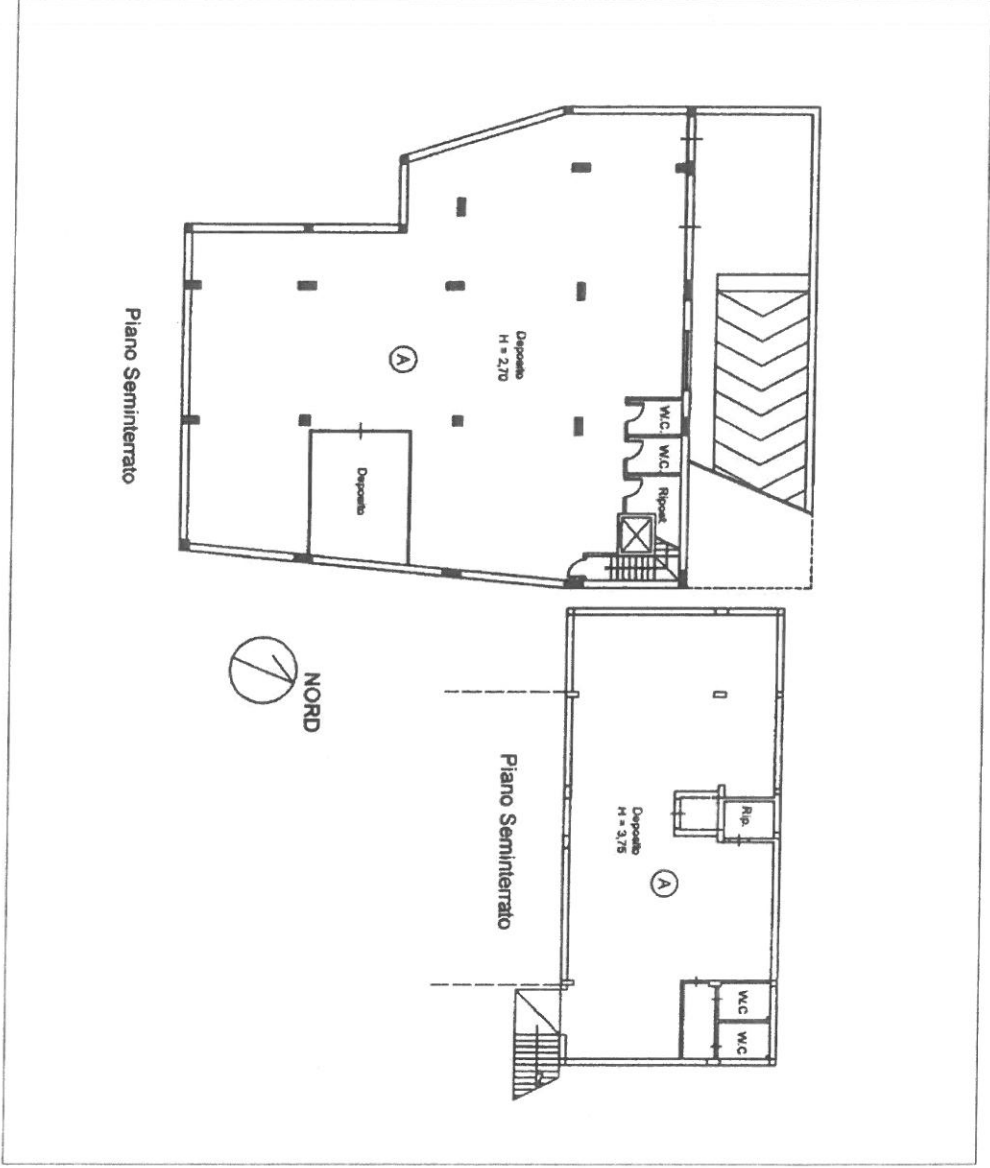 Deposito
H = 2,70
A
W.C.
W.C.
Ripost
Deposito
Piano Seminterrato
NORD
Rip.
Deposito
H = 3,75
A
W.C
W.C
Piano Seminterrato